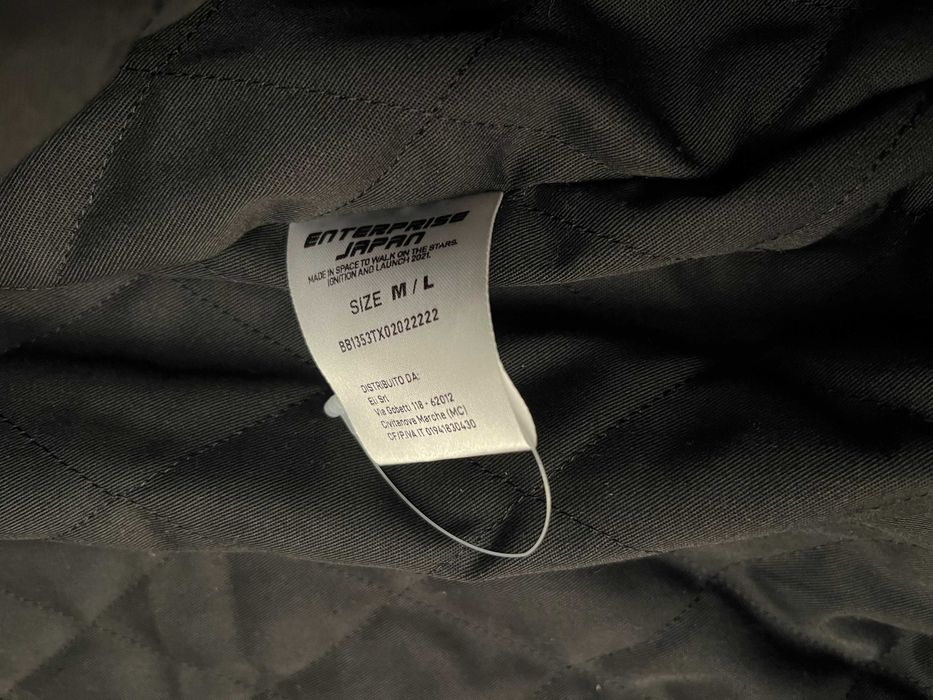 ENTERPRISE
JAPAN
MADE IN SPACE TO WALK ON THE STARS.
IGNITION AND LAUNCH 2021.
SIZE M / L
BB1353TX02022222
DISTRIBUITO DA:
Eli Srl
Via Gobetti 118 - 62012
Civitanova Marche (MC)
CF/P.IVA IT 01941830430